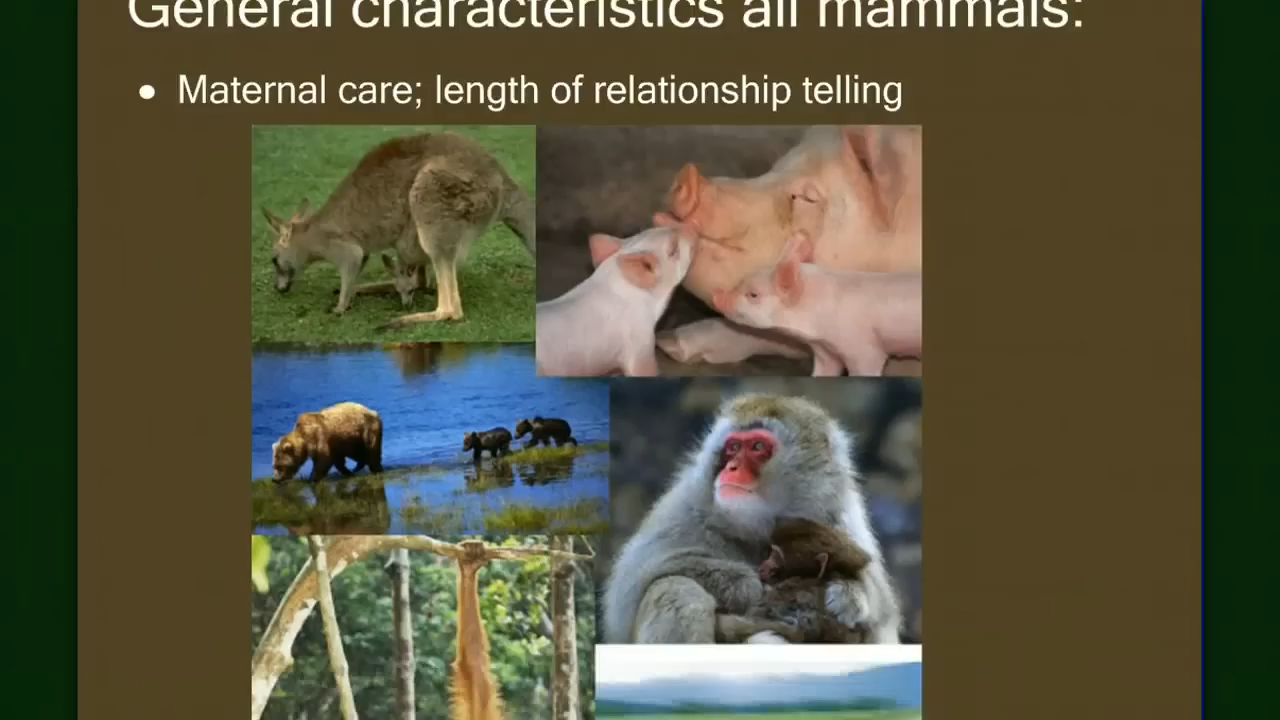 General characteristics all mammals:
• Maternal care; length of relationship telling